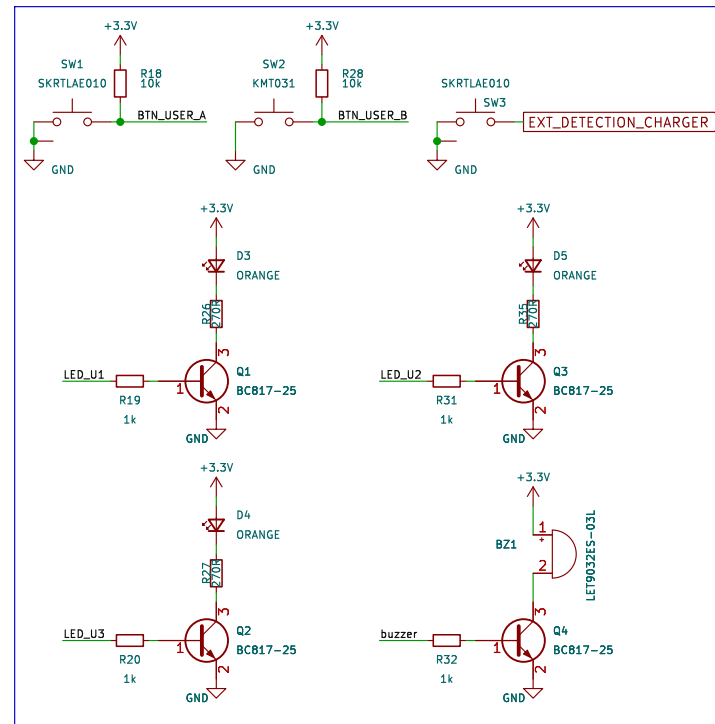 +3.3V
+3.3V
SW1
SKRTLAE010
R18
10k
SW2
KMT031
R28
10k
SKRTLAE010
SW3
BTN_USER_A
BTN_USER_B
EXT_DETECTION_CHARGER
GND
GND
GND
+3.3V
+3.3V
D3
ORANGE
D5
ORANGE
R26
270R
R35
270R
LED_U1
R19
1k
1
3
2
Q1
BC817-25
GND
LED_U2
R31
1k
1
3
2
Q3
BC817-25
GND
+3.3V
+3.3V
D4
ORANGE
R27
270R
BZ1
1
+
2
LET9032ES-03L
LED_U3
R20
1k
1
3
2
Q2
BC817-25
GND
buzzer
R32
1k
1
3
2
Q4
BC817-25
GND